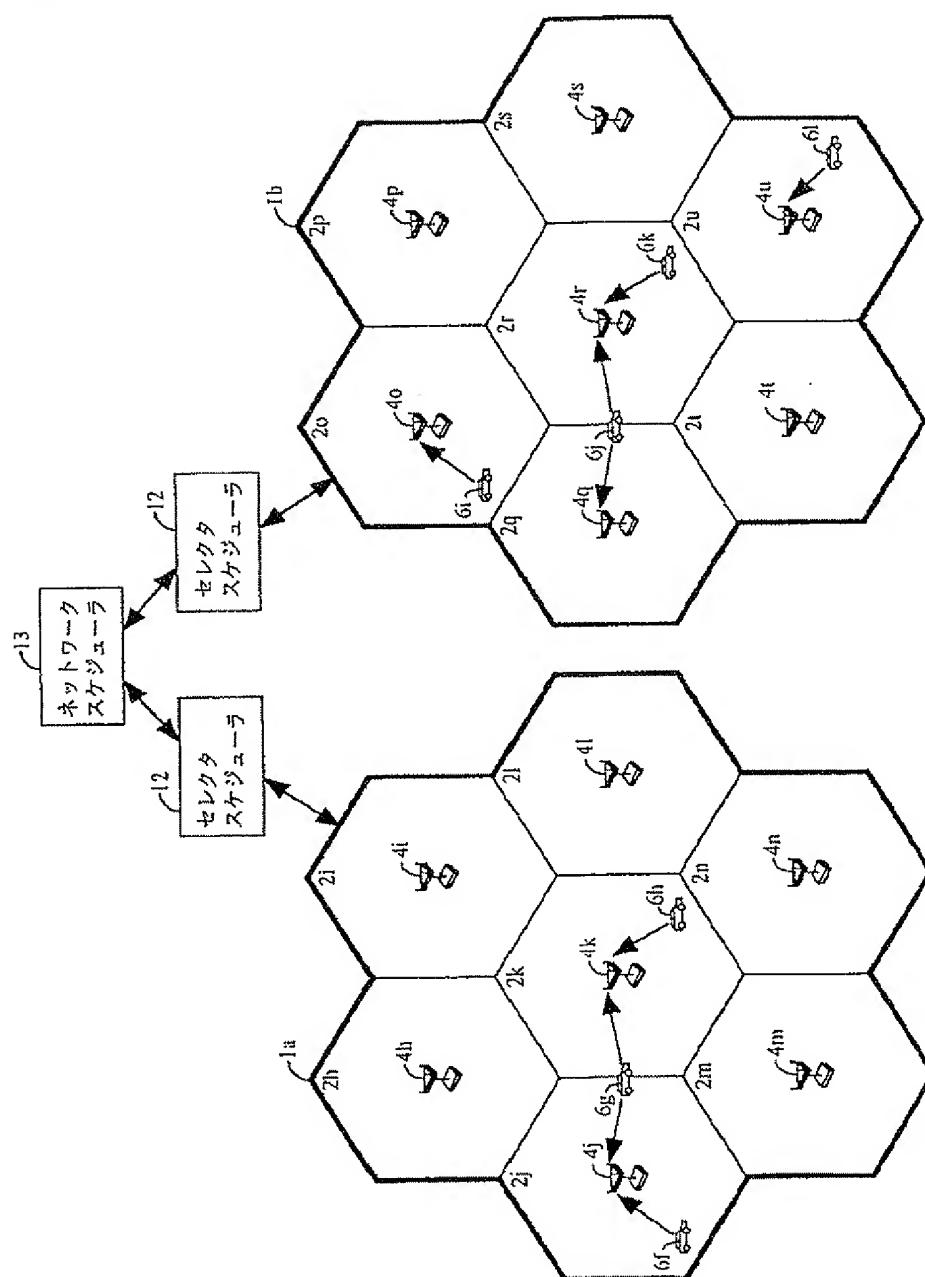 13
ネットワーク
スケジューラ
12
セレクタ
スケジューラ
12
セレクタ
スケジューラ
1a
2h
4h
2i
4i
2j
4j
6f
6g
2k
4k
6h
2l
4l
2m
4m
2n
4n
1b
2o
4o
6i
2p
4p
2q
4q
6j
2r
4r
6k
2s
4s
2t
4t
2u
4u
6l